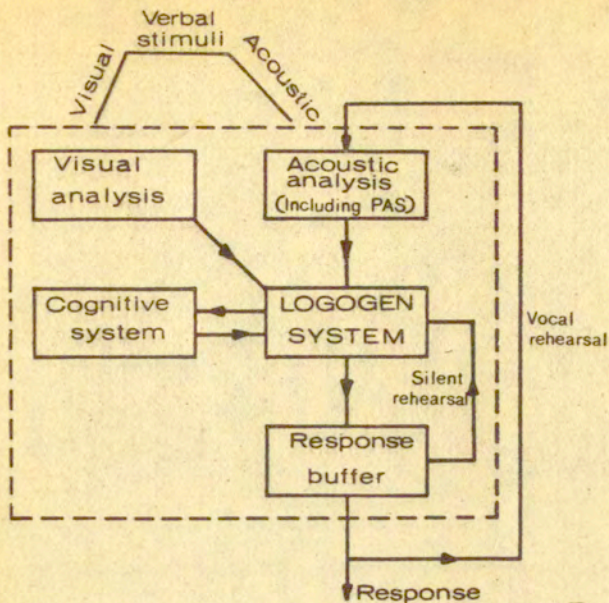 Verbal
stimuli
Visual
Acoustic
Visual
analysis
Acoustic
analysis
(Including PAS)
Cognitive
system
LOGOGEN
SYSTEM
Vocal
rehearsal
Silent
rehearsal
Response
buffer
Response